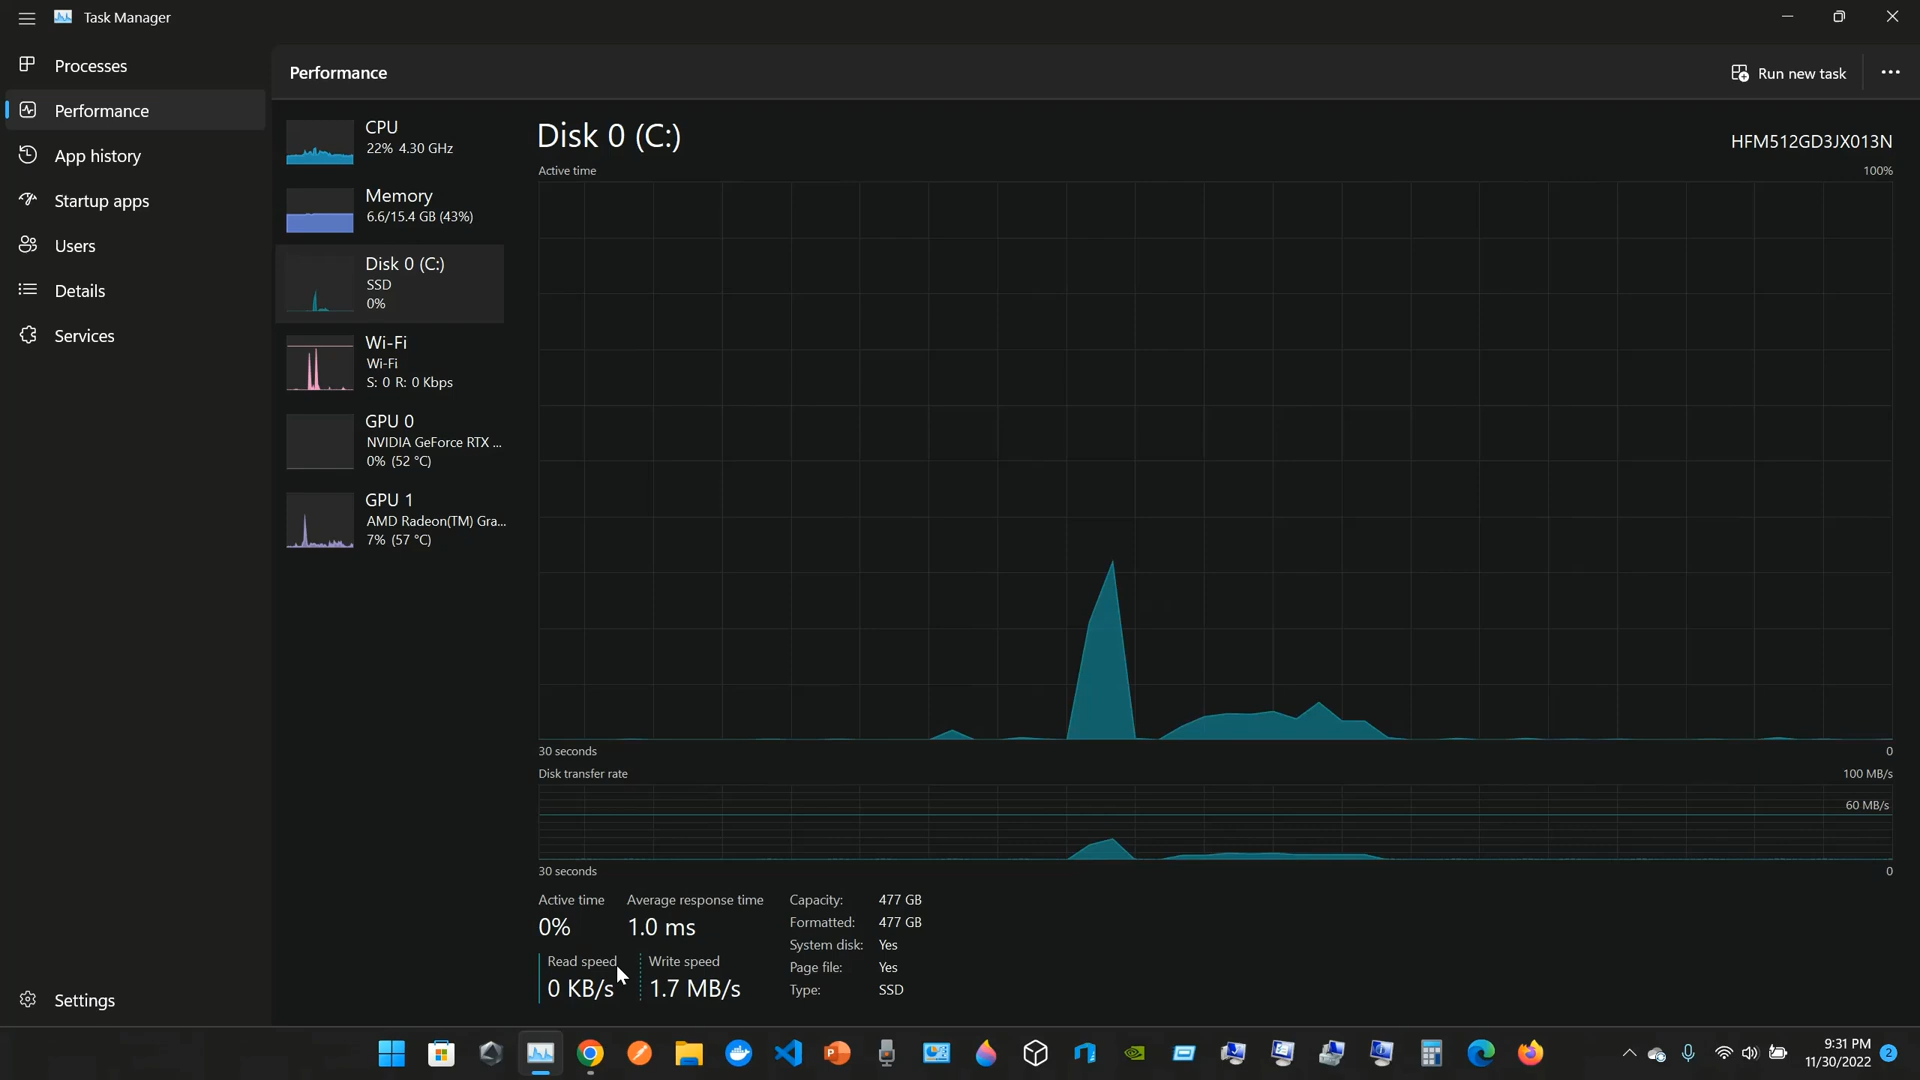 Task Manager
Processes
Performance
App history
Startup apps
Users
Details
Services
Settings
Performance
Run new task
CPU
22% 4.30 GHz
Memory
6.6/15.4 GB (43%)
Disk 0 (C:)
SSD
0%
Wi-Fi
Wi-Fi
S: 0 R: 0 Kbps
GPU 0
NVIDIA GeForce RTX ...
0% (52 °C)
GPU 1
AMD Radeon(TM) Gra...
7% (57 °C)
Disk 0 (C:)
HFM512GD3JX013N
Active time
100%
30 seconds
0
Disk transfer rate
100 MB/s
60 MB/s
30 seconds
0
Active time
0%
Average response time
1.0 ms
Read speed
0 KB/s
Write speed
1.7 MB/s
Capacity: 477 GB
Formatted: 477 GB
System disk: Yes
Page file: Yes
Type: SSD
9:31 PM
11/30/2022
2